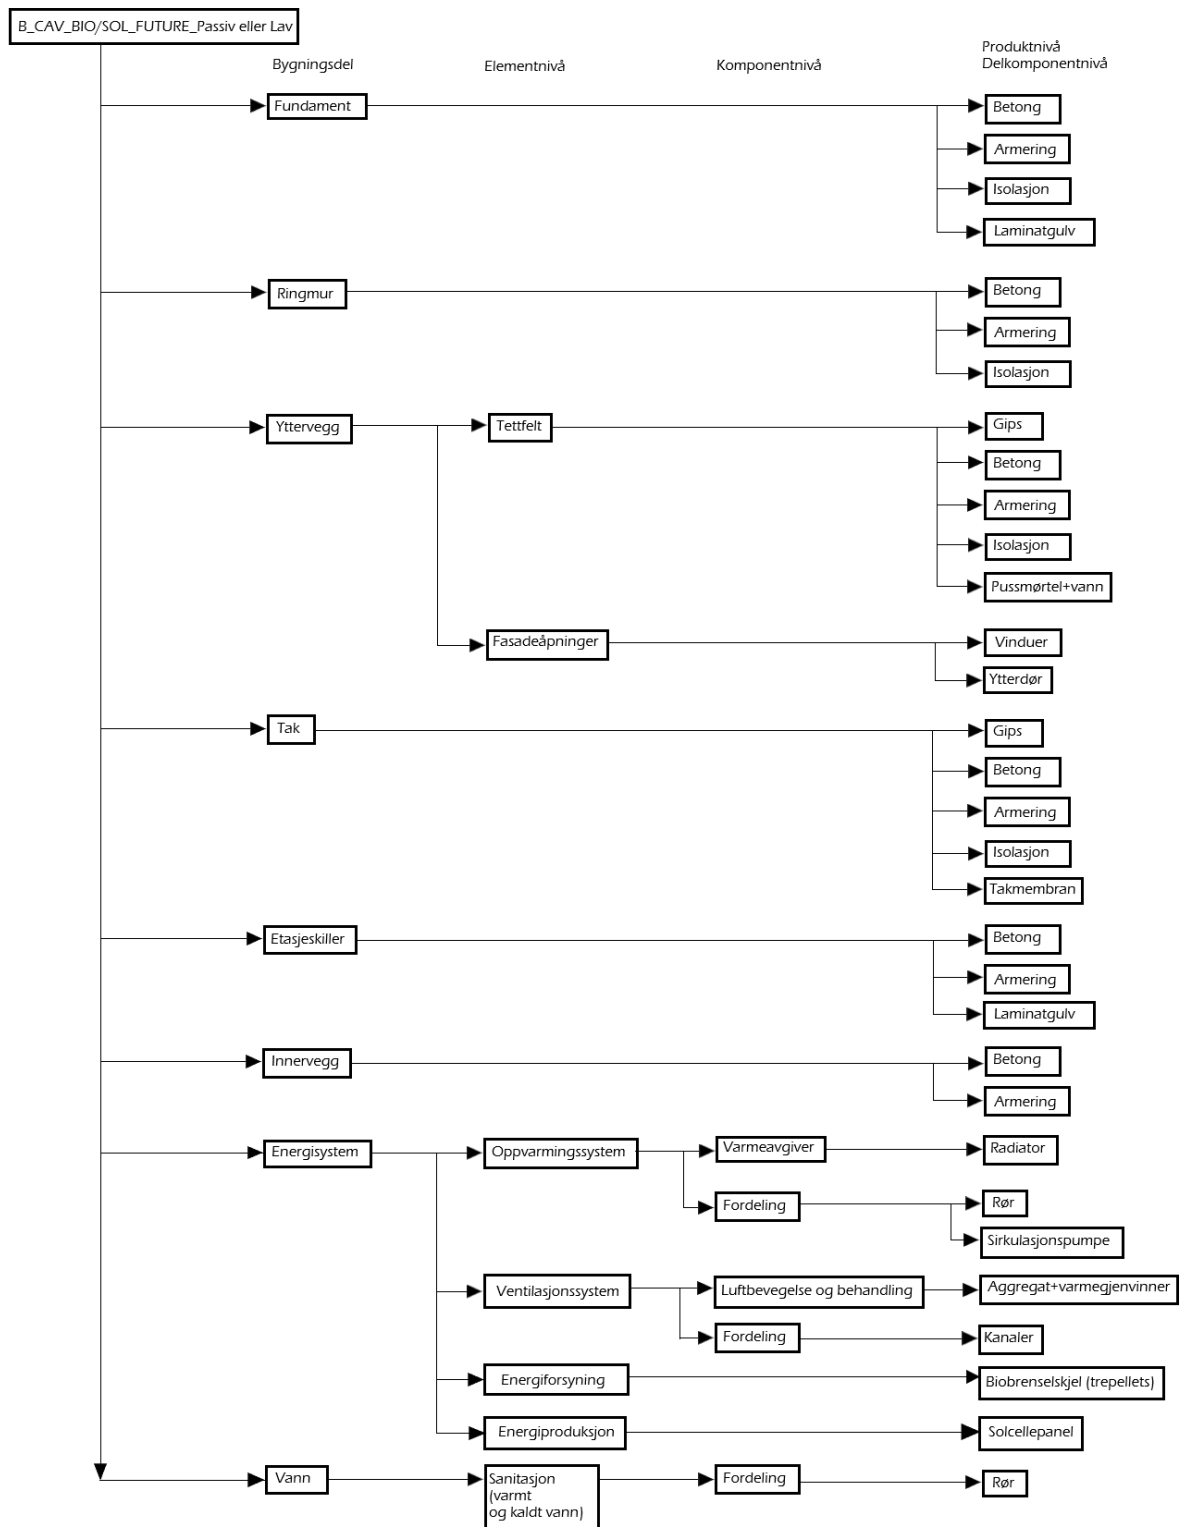 B_CAV_BIO/SOL_FUTURE_Passiv eller Lav
Bygningsdel
Elementnivå
Komponentnivå
Produktnivå
Delkomponentnivå
Fundament
Betong
Armering
Isolasjon
Laminatgulv
Ringmur
Betong
Armering
Isolasjon
Yttervegg
Tettfelt
Gips
Betong
Armering
Isolasjon
Pussmørtel+vann
Fasadeåpninger
Vinduer
Ytterdør
Tak
Gips
Betong
Armering
Isolasjon
Takmembran
Etasjeskiller
Betong
Armering
Laminatgulv
Innervegg
Betong
Armering
Energisystem
Oppvarmingssystem
Varmeavgiver
Radiator
Fordeling
Rør
Sirkulasjonspumpe
Ventilasjonssystem
Luftbevegelse og behandling
Aggregat+varmegjenvinner
Fordeling
Kanaler
Energiforsyning
Biobrenselskjel (trepellets)
Energiproduksjon
Solcellepanel
Vann
Sanitasjon
(varmt
og kaldt vann)
Fordeling
Rør